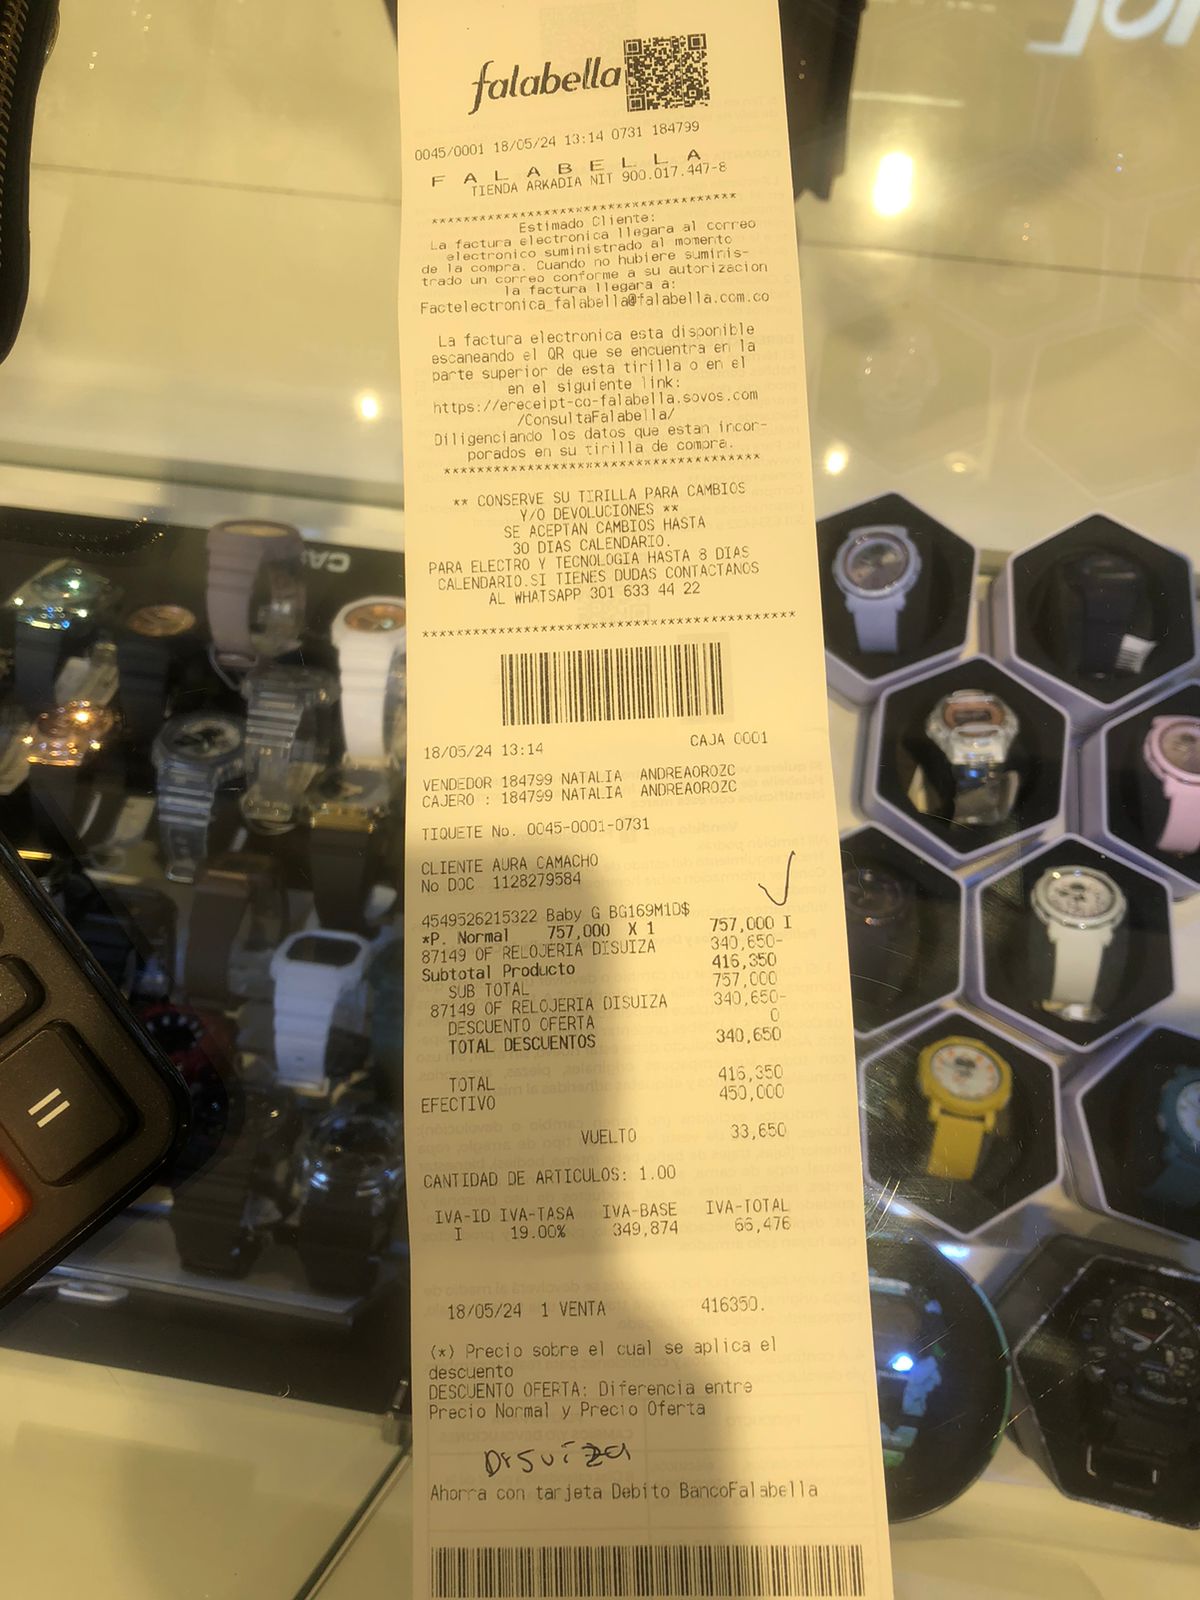 falabella
0045/0001 18/05/24 13:14 0731 184799
F A L A B E L L A
TIENDA ARKADIA NIT 900.017.447-8
************************************
Estimado Cliente:
La factura electronica llegara al correo
electronico suministrado al momento
de la compra. Cuando no hubiere suminis-
trado un correo conforme a su autorizacion
la factura llegara a:
Factelectronica_falabella@falabella.com.co
La factura electronica esta disponible
escaneando el QR que se encuentra en la
parte superior de esta tirilla o en el
en el siguiente link:
https://ereceipt-co-falabella.sovos.com
/ConsultaFalabella/
Diligenciando los datos que estan incor-
porados en su tirilla de compra.
************************************
** CONSERVE SU TIRILLA PARA CAMBIOS
Y/O DEVOLUCIONES **
SE ACEPTAN CAMBIOS HASTA
30 DIAS CALENDARIO.
PARA ELECTRO Y TECNOLOGIA HASTA 8 DIAS
CALENDARIO.SI TIENES DUDAS CONTACTANOS
AL WHATSAPP 301 633 44 22
************************************
18/05/24 13:14 CAJA 0001
VENDEDOR 184799 NATALIA ANDREAOROZC
CAJERO : 184799 NATALIA ANDREAOROZC
TIQUETE No. 0045-0001-0731
CLIENTE AURA CAMACHO
No DOC 1128279584
4549526215322 Baby G BG169M1D$
*P. Normal 757,000 X 1 757,000 I
87149 OF RELOJERIA DISUIZA 340,650-
Subtotal Producto 416,350
SUB TOTAL 757,000
87149 OF RELOJERIA DISUIZA 340,650-
DESCUENTO OFERTA 0
TOTAL DESCUENTOS 340,650
TOTAL 416,350
EFECTIVO 450,000
VUELTO 33,650
CANTIDAD DE ARTICULOS: 1.00
IVA-ID IVA-TASA IVA-BASE IVA-TOTAL
I 19.00% 349,874 66,476
18/05/24 1 VENTA 416350.
(*) Precio sobre el cual se aplica el
descuento
DESCUENTO OFERTA: Diferencia entre
Precio Normal y Precio Oferta
Disuiza
Ahorra con tarjeta Debito BancoFalabella